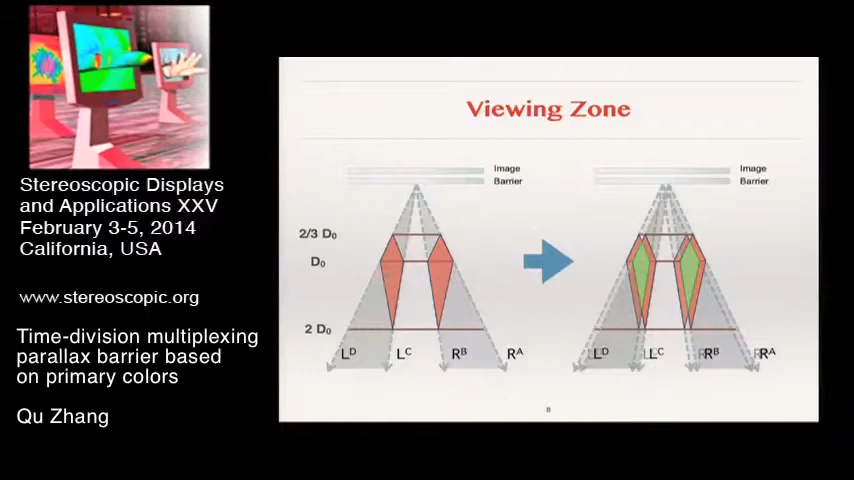 Stereoscopic Displays
and Applications XXV
February 3-5, 2014
California, USA
www.stereoscopic.org
Time-division multiplexing
parallax barrier based
on primary colors
Qu Zhang
Viewing Zone
Image
Barrier
2/3 D₀
D₀
2 D₀
Lᴰ Lᶜ Rᴮ Rᴬ
Image
Barrier
Lᴰ Lᶜ Rᴮ Rᴬ
8